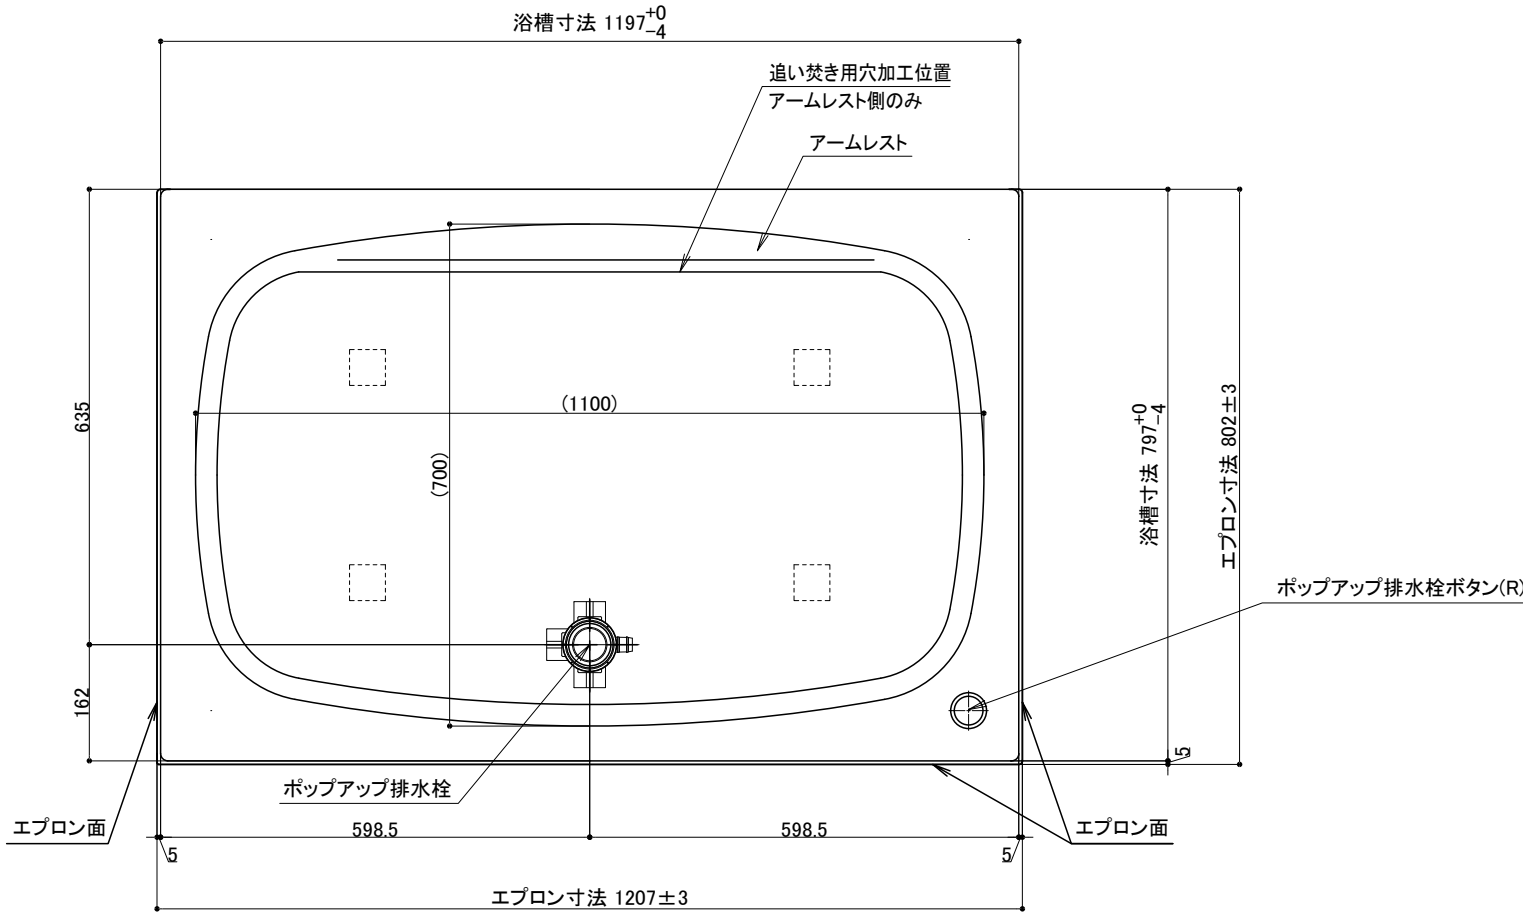 浴槽寸法 1197 +0 -4
追い焚き用穴加工位置
アームレスト側のみ
アームレスト
635
(1100)
(700)
浴槽寸法 797 +0 -4
エプロン寸法 802±3
ポップアップ排水栓ボタン(R)
162
5
ポップアップ排水栓
エプロン面
598.5
598.5
エプロン面
5
5
エプロン寸法 1207±3